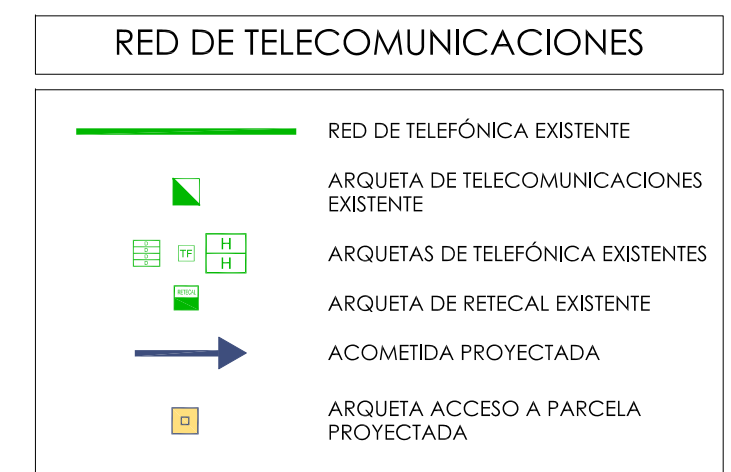 RED DE TELECOMUNICACIONES
RED DE TELEFÓNICA EXISTENTE
ARQUETA DE TELECOMUNICACIONES
EXISTENTE
TF
H
H
ARQUETAS DE TELEFÓNICA EXISTENTES
RETECAL
ARQUETA DE RETECAL EXISTENTE
ACOMETIDA PROYECTADA
ARQUETA ACCESO A PARCELA
PROYECTADA